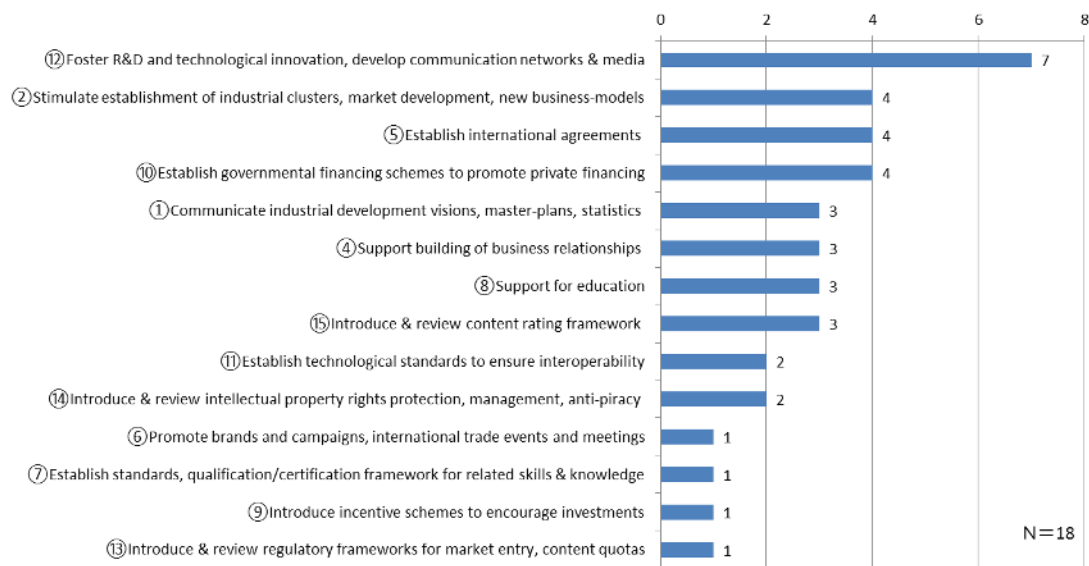 0 2 4 6 8
⑫Foster R&D and technological innovation, develop communication networks & media 7
②Stimulate establishment of industrial clusters, market development, new business-models 4
⑤Establish international agreements 4
⑩Establish governmental financing schemes to promote private financing 4
①Communicate industrial development visions, master-plans, statistics 3
④Support building of business relationships 3
⑧Support for education 3
⑮Introduce & review content rating framework 3
⑪Establish technological standards to ensure interoperability 2
⑭Introduce & review intellectual property rights protection, management, anti-piracy 2
⑥Promote brands and campaigns, international trade events and meetings 1
⑦Establish standards, qualification/certification framework for related skills & knowledge 1
⑨Introduce incentive schemes to encourage investments 1
N=18
⑬Introduce & review regulatory frameworks for market entry, content quotas 1